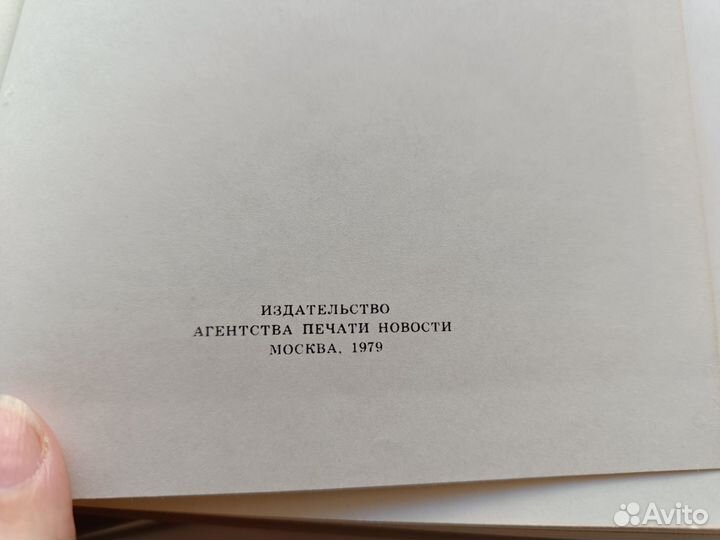 ИЗДАТЕЛЬСТВО
АГЕНТСТВА ПЕЧАТИ НОВОСТИ
МОСКВА, 1979
Avito